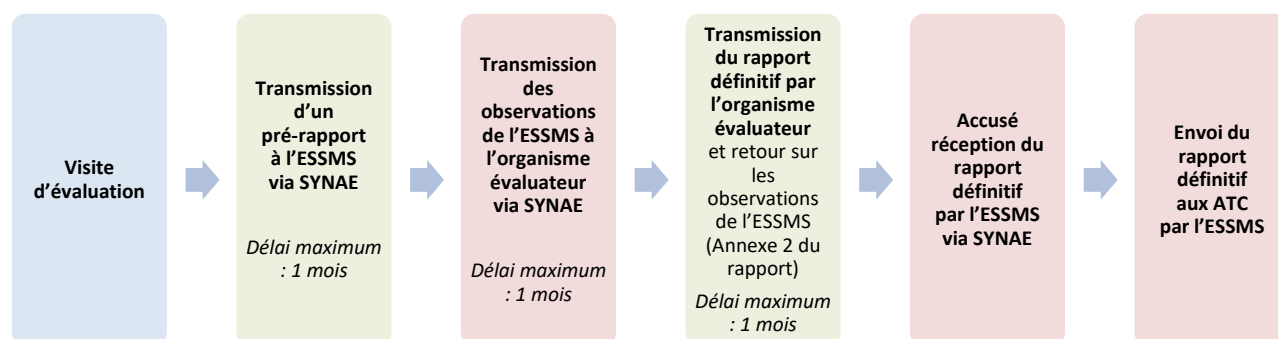 Visite
d’évaluation
Transmission
d’un
pré-rapport
à l’ESSMS
via SYNAE
Délai maximum
: 1 mois
Transmission
des
observations
de l’ESSMS à
l’organisme
évaluateur
via SYNAE
Délai maximum
: 1 mois
Transmission
du rapport
définitif par
l’organisme
évaluateur
et retour sur
les
observations
de l’ESSMS
(Annexe 2 du
rapport)
Délai maximum
: 1 mois
Accusé
réception du
rapport
définitif
par l’ESSMS
via SYNAE
Envoi du
rapport
définitif
aux ATC
par l’ESSMS